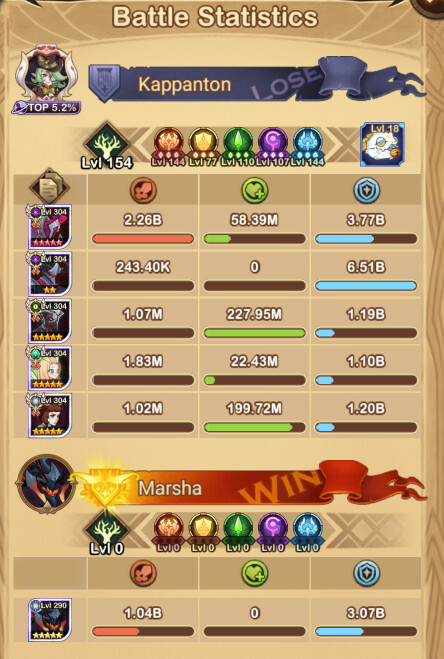 Battle Statistics
Kappanton
LOSE
TOP 5.2%
Lvl 154
Lvl 144 Lvl 77 Lvl 110 Lvl 107 Lvl 144
Lvl 18
Lvl 304 2.26B 58.39M 3.77B
Lvl 304 243.40K 0 6.51B
Lvl 304 1.07M 227.95M 1.19B
Lvl 304 1.83M 22.43M 1.10B
Lvl 304 1.02M 199.72M 1.20B
Marsha
WIN
Lvl 0
Lvl 0 Lvl 0 Lvl 0 Lvl 0 Lvl 0
Lvl 290 1.04B 0 3.07B